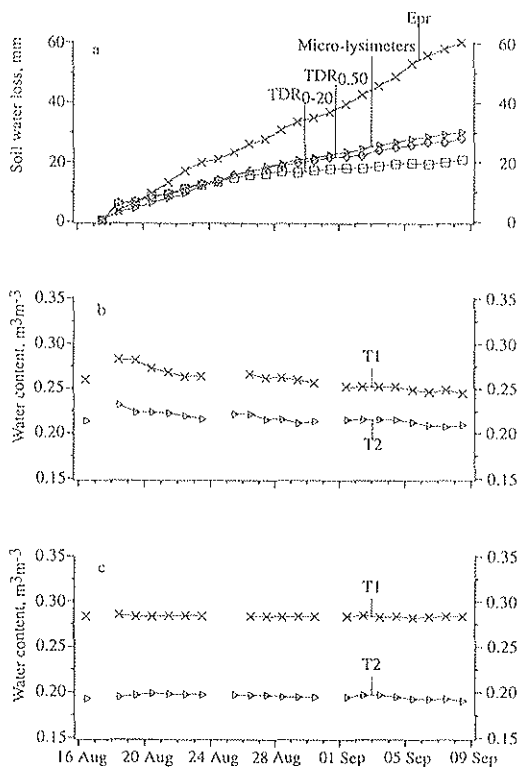 Epr
60
60
a
Micro-lysimeters
Soil water loss, mm
TDR0.50
40
40
TDR0-20
20
20
0
0
0.35
0.35
b
Water content, m3m-3
0.30
0.30
T1
0.25
0.25
0.20
0.20
T2
0.15
0.15
0.35
0.35
c
Water content, m3m-3
T1
0.30
0.30
0.25
0.25
T2
0.20
0.20
0.15
0.15
16 Aug 20 Aug 24 Aug 28 Aug 01 Sep 05 Sep 09 Sep